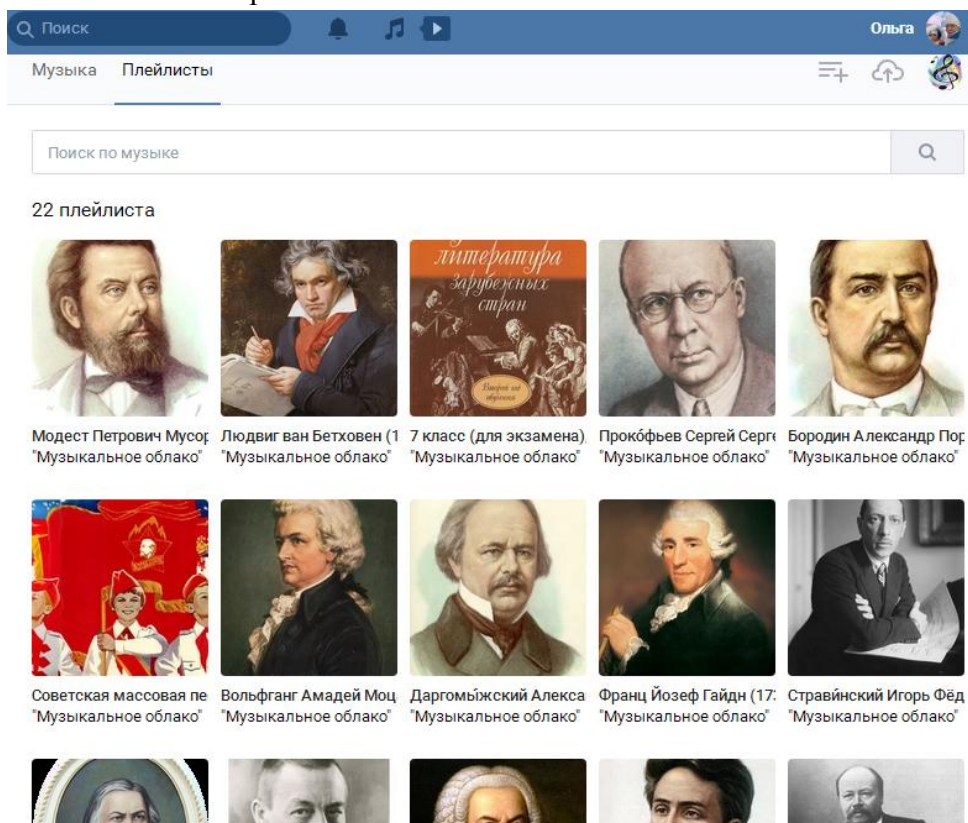 Поиск
Ольга
Музыка Плейлисты
Поиск по музыке
22 плейлиста
литература
зарубежных
стран
Модест Петрович Мусор
"Музыкальное облако"
Людвиг ван Бетховен (1
"Музыкальное облако"
7 класс (для экзамена)
"Музыкальное облако"
Проко́фьев Сергей Серге
"Музыкальное облако"
Бородин Александр Пор
"Музыкальное облако"
Советская массовая пе
"Музыкальное облако"
Вольфганг Амадей Моц
"Музыкальное облако"
Даргомы́жский Алекса
"Музыкальное облако"
Франц Йозеф Гайдн (173
"Музыкальное облако"
Страви́нский Игорь Фёд
"Музыкальное облако"